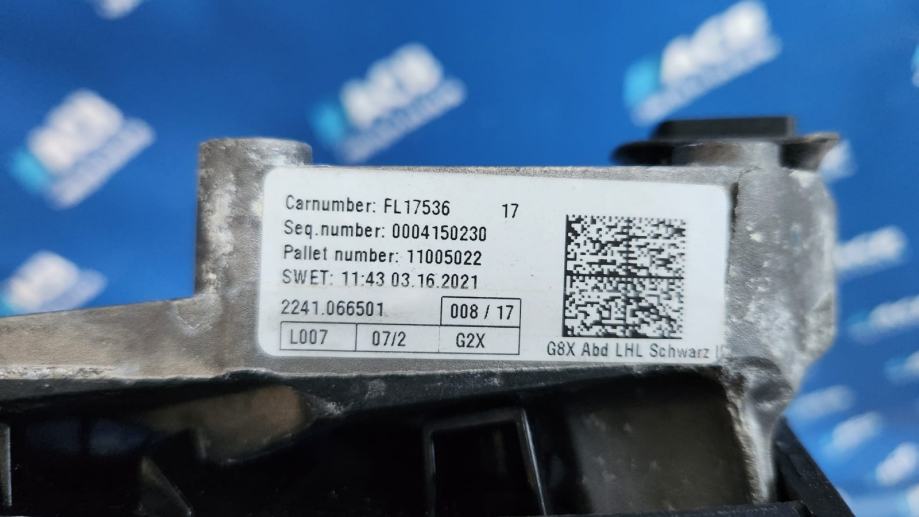 Carnumber: FL17536 17
Seq.number: 0004150230
Pallet number: 11005022
SWET: 11:43 03.16.2021
2241.066501 008 / 17
L007 07/2 G2X
G8X Abd LHL Schwarz